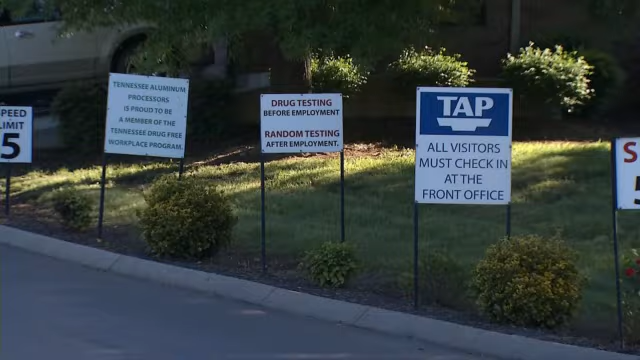 SPEED
LIMIT
5
TENNESSEE ALUMINUM
PROCESSORS
IS PROUD TO BE
A MEMBER OF THE
TENNESSEE DRUG FREE
WORKPLACE PROGRAM.
DRUG TESTING
BEFORE EMPLOYMENT
RANDOM TESTING
AFTER EMPLOYMENT.
TAP
ALL VISITORS
MUST CHECK IN
AT THE
FRONT OFFICE
S
5